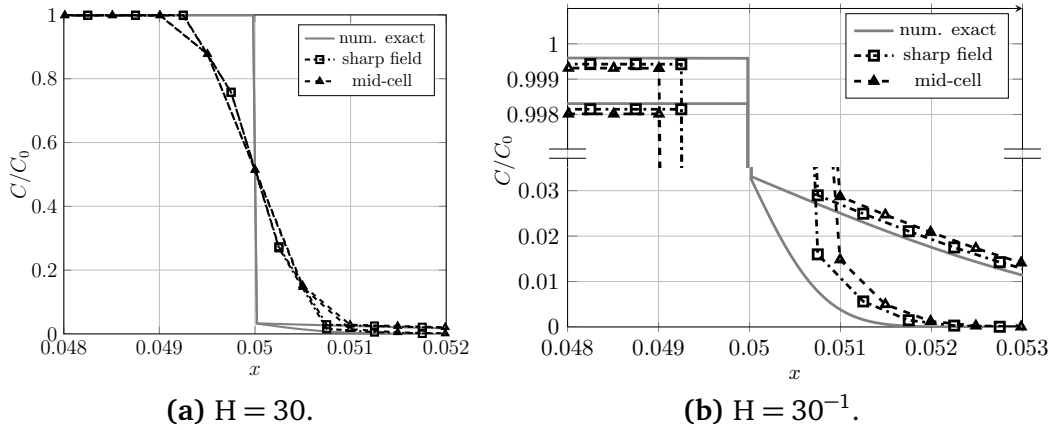 1
0.8
0.6
0.4
0.2
0
C/C₀
0.048 0.049 0.05 0.051 0.052
x
num. exact
sharp field
mid-cell
(a) H = 30.
1
0.999
0.998
0.03
0.02
0.01
0
C/C₀
0.048 0.049 0.05 0.051 0.052 0.053
x
num. exact
sharp field
mid-cell
(b) H = 30⁻¹.